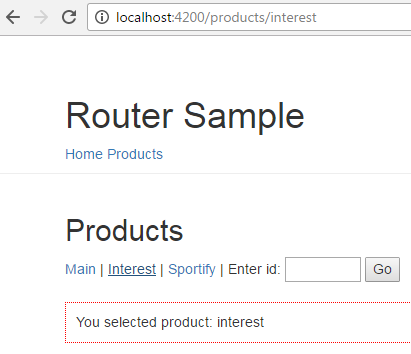 localhost:4200/products/interest
Router Sample
Home Products
Products
Main | Interest | Sportify | Enter id: Go
You selected product: interest